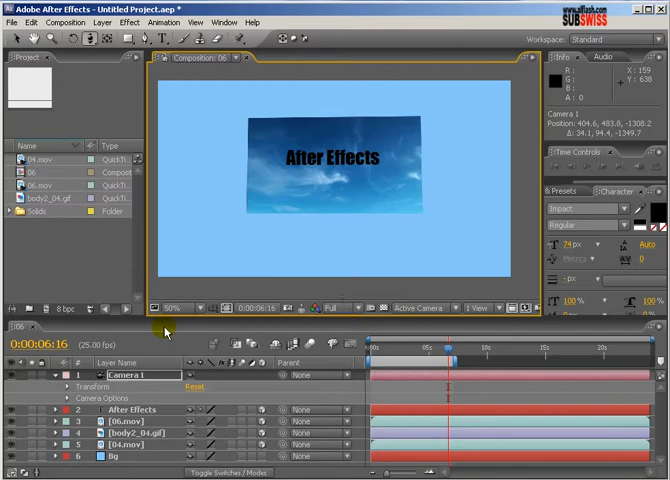 Adobe After Effects - Untitled Project.aep *
www.alflash.com
SUBSWISS
File Edit Composition Layer Effect Animation View Window Help
Workspace: Standard
Project
Composition: 06
Info Audio
R: X: 159
G: Y: 638
B:
A: 0
Camera 1
Position: 404.6, 483.8, -1308.2
Δ: 34.1, 94.4, -1349.7
Time Controls
& Presets Character
Impact
Regular
74 px Auto
Metrics 0
- px
100 % 100 %
Name Type
04.mov QuickTi
06 Composit
06.mov QuickTi
body2_04.gif QuickTi
Solids Folder
After Effects
8 bpc
50% 0:00:06:16 Full Active Camera 1 View
06
0:00:06:16 (25.00 fps)
:00s 05s 10s 15s 20s
# Layer Name Parent
1 Camera 1 None
Transform Reset
Camera Options
2 T After Effects None
3 [06.mov] None
4 [body2_04.gif] None
5 [04.mov] None
6 Bg None
Toggle Switches / Modes